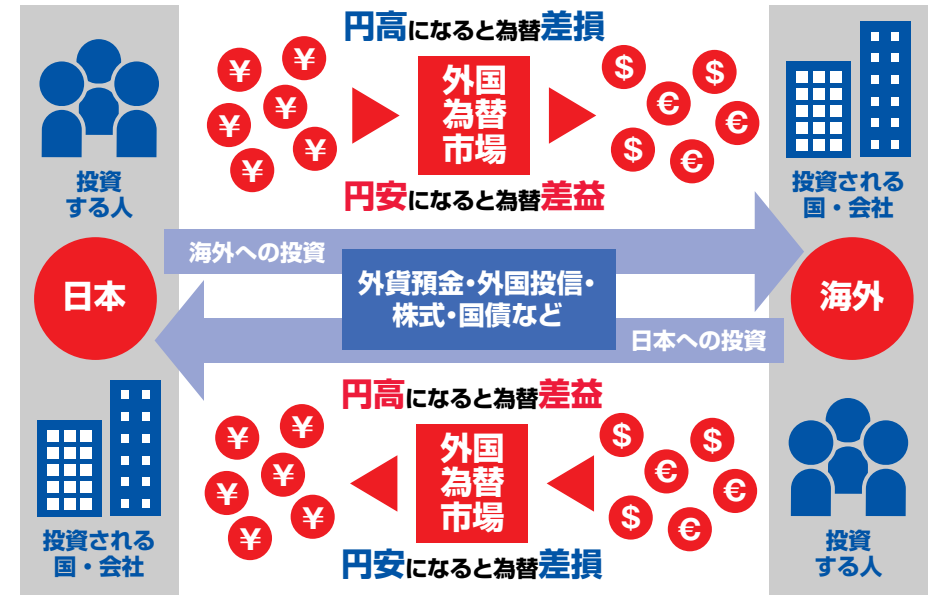 円高になると為替差損
¥ ¥ ¥ ¥ ¥ ¥
外国
為替
市場
$ $ € € $ €
円安になると為替差益
投資
する人
投資される
国・会社
日本
海外への投資
外貨預金・外国投信・
株式・国債など
日本への投資
海外
円高になると為替差益
¥ ¥ ¥ ¥ ¥ ¥
外国
為替
市場
$ $ € € $ €
円安になると為替差損
投資される
国・会社
投資
する人